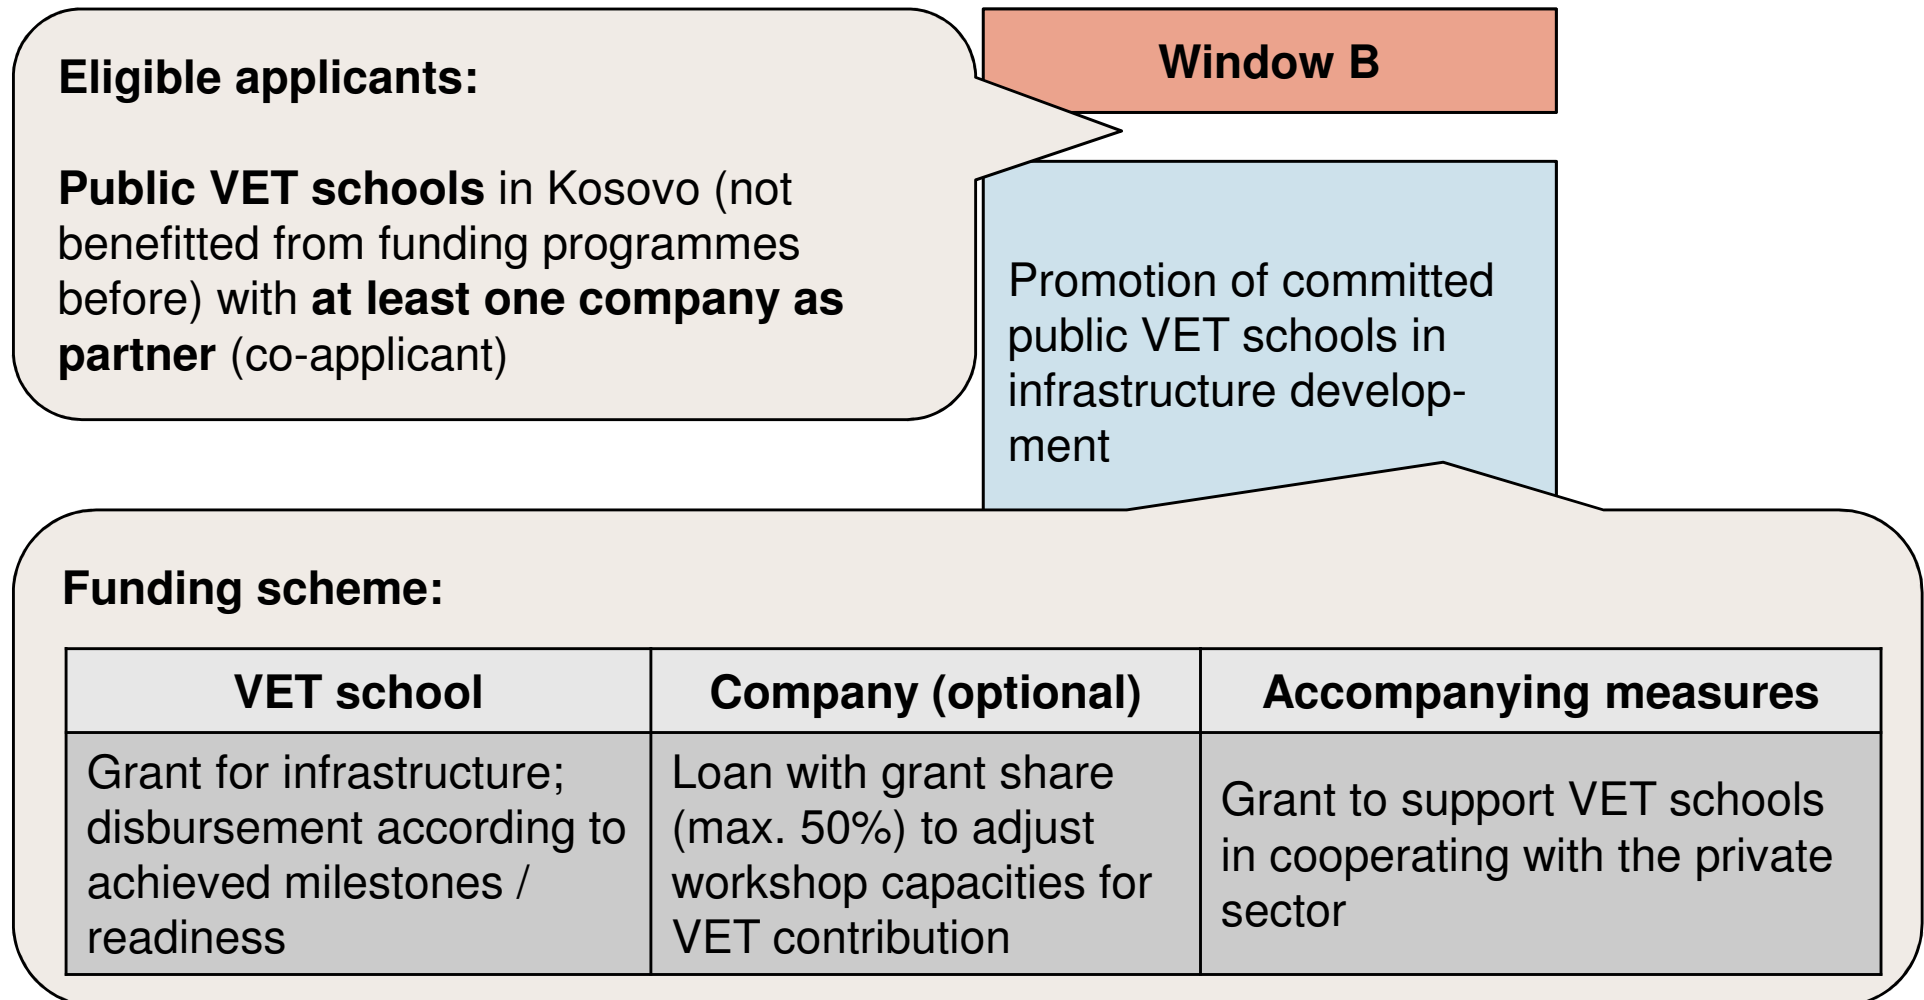 Eligible applicants:
Public VET schools in Kosovo (not
benefitted from funding programmes
before) with at least one company as
partner (co-applicant)
Window B
Promotion of committed
public VET schools in
infrastructure develop-
ment
Funding scheme:
VET school
Company (optional)
Accompanying measures
Grant for infrastructure;
disbursement according to
achieved milestones /
readiness
Loan with grant share
(max. 50%) to adjust
workshop capacities for
VET contribution
Grant to support VET schools
in cooperating with the private
sector